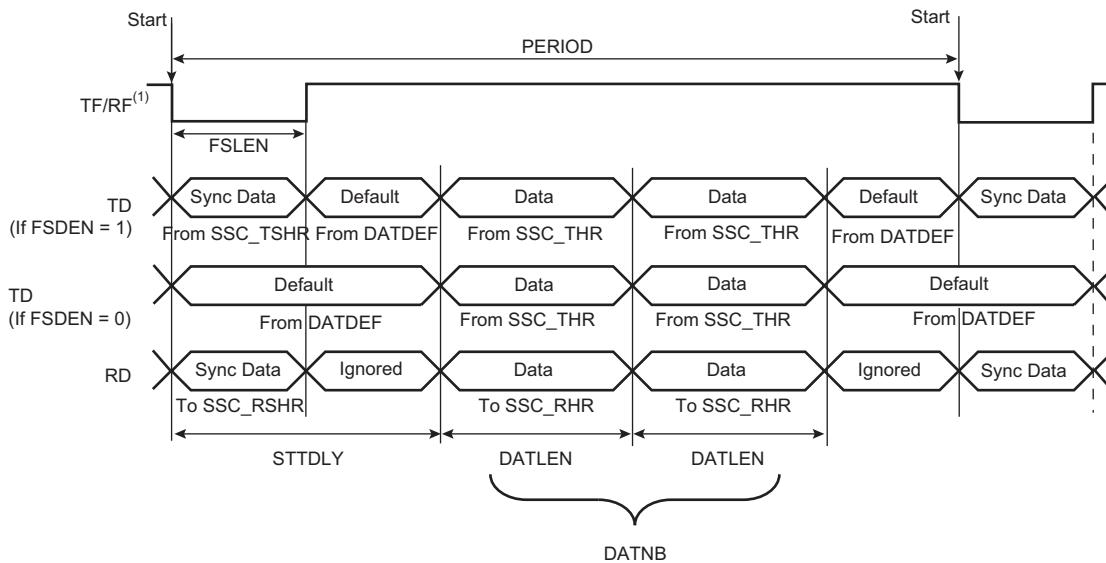 Start
Start
PERIOD
TF/RF(1)
FSLEN
TD
(If FSDEN = 1)
Sync Data
Default
Data
Data
Default
Sync Data
From SSC_TSHR
From DATDEF
From SSC_THR
From SSC_THR
From DATDEF
TD
(If FSDEN = 0)
Default
Data
Data
Default
From DATDEF
From SSC_THR
From SSC_THR
From DATDEF
RD
Sync Data
Ignored
Data
Data
Ignored
Sync Data
To SSC_RSHR
To SSC_RHR
To SSC_RHR
STTDLY
DATLEN
DATLEN
DATNB